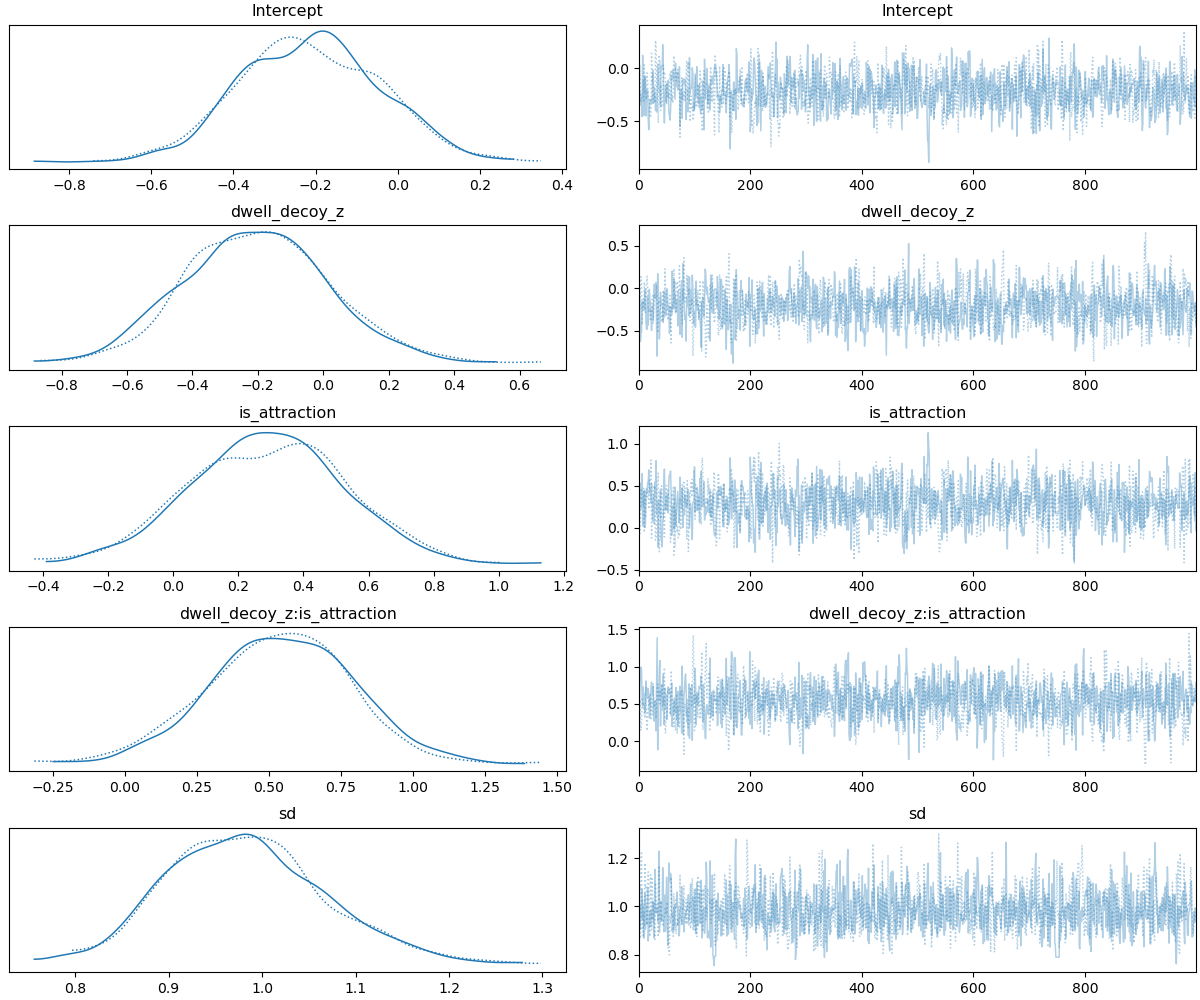 Intercept Intercept
0.0
−0.5
−0.8 −0.6 −0.4 −0.2 0.0 0.2 0.4 0 200 400 600 800
dwell_decoy_z dwell_decoy_z
0.5
0.0
−0.5
−0.8 −0.6 −0.4 −0.2 0.0 0.2 0.4 0.6 0 200 400 600 800
is_attraction is_attraction
1.0
0.5
0.0
−0.5
−0.4 −0.2 0.0 0.2 0.4 0.6 0.8 1.0 1.2 0 200 400 600 800
dwell_decoy_z:is_attraction dwell_decoy_z:is_attraction
1.5
1.0
0.5
0.0
−0.25 0.00 0.25 0.50 0.75 1.00 1.25 1.50 0 200 400 600 800
sd sd
1.2
1.0
0.8
0.8 0.9 1.0 1.1 1.2 1.3 0 200 400 600 800